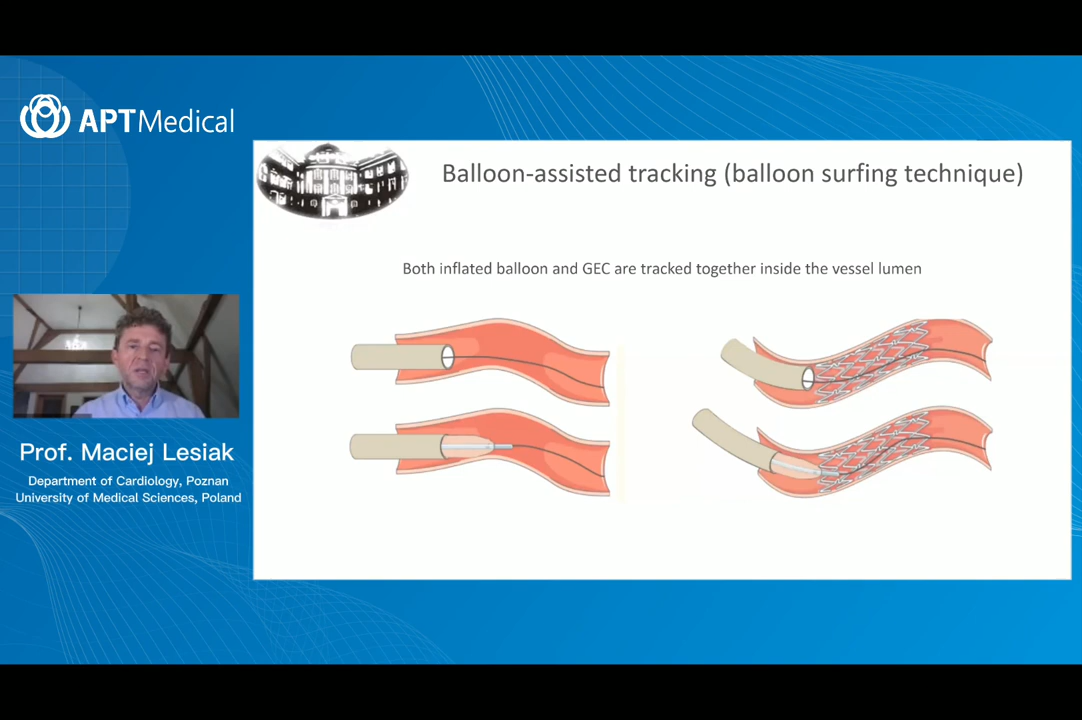 APTMedical
Balloon-assisted tracking (balloon surfing technique)
Both inflated balloon and GEC are tracked together inside the vessel lumen
Prof. Maciej Lesiak
Department of Cardiology, Poznan
University of Medical Sciences, Poland